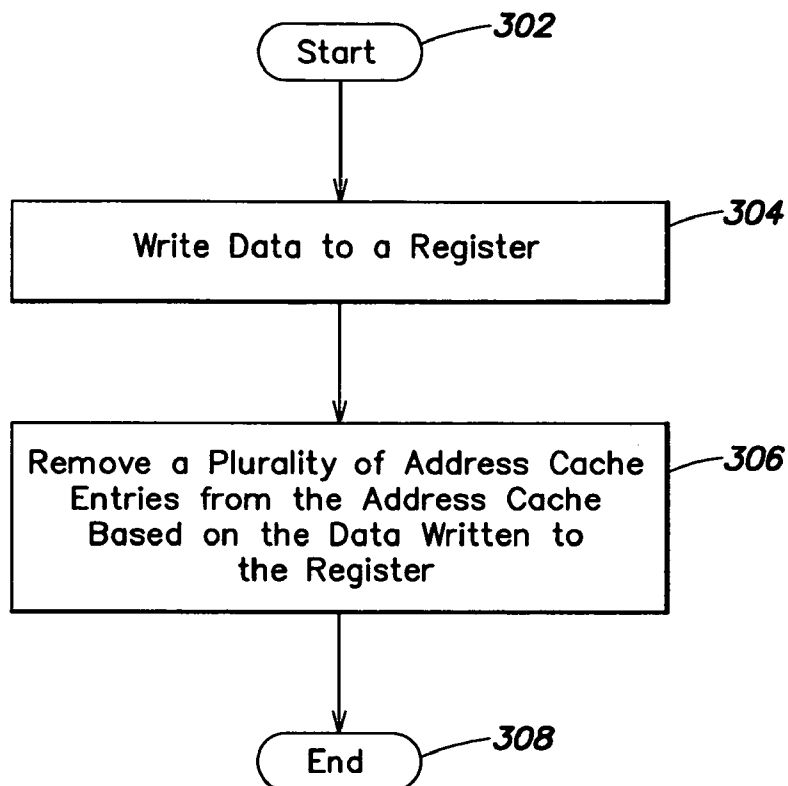 Start
302
Write Data to a Register
304
Remove a Plurality of Address Cache
Entries from the Address Cache
Based on the Data Written to
the Register
306
End
308